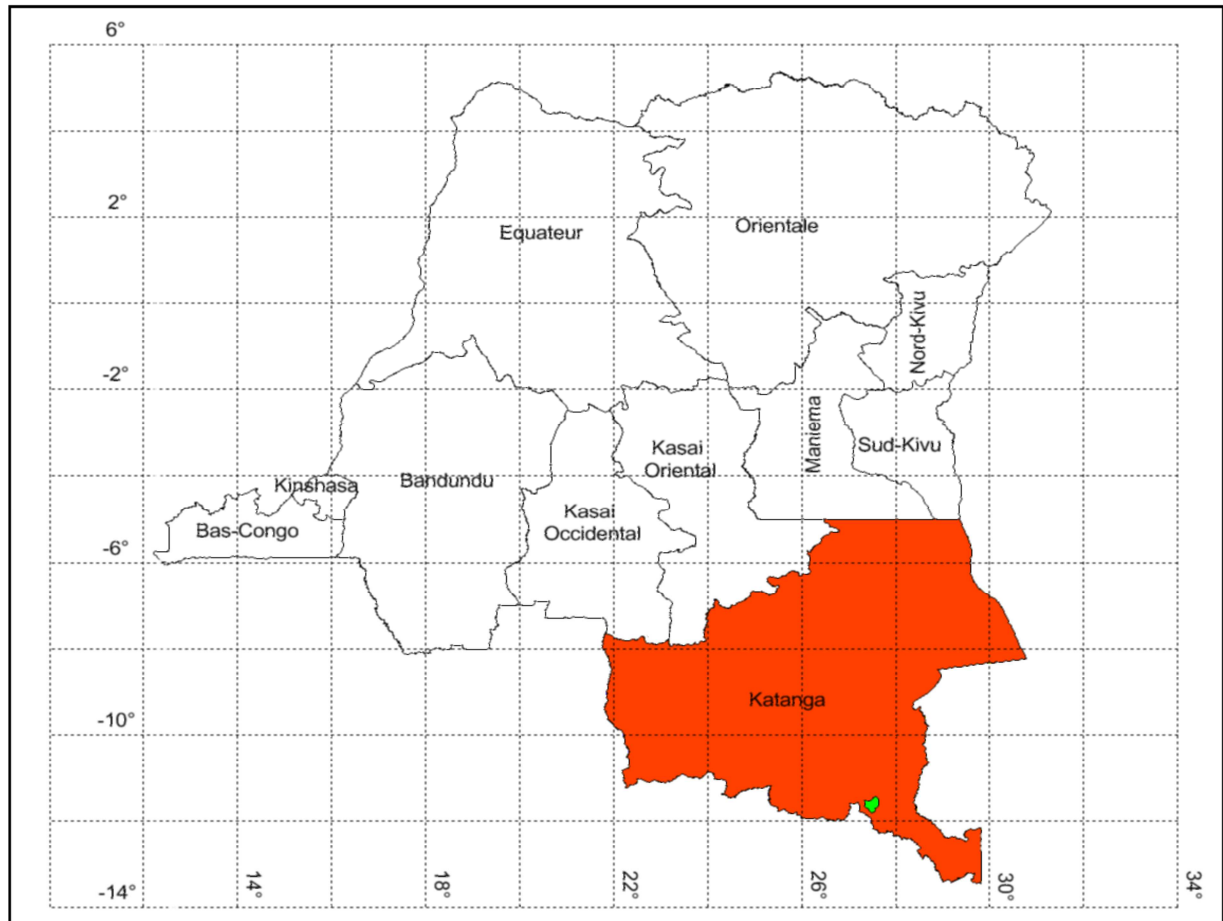 6°
2°
Equateur
Orientale
Nord-Kivu
-2°
Maniema
Sud-Kivu
Kasai
Oriental
Kinshasa
Bandundu
Bas-Congo
Kasai
Occidental
-6°
Katanga
-10°
-14°
14°
18°
22°
26°
30°
34°